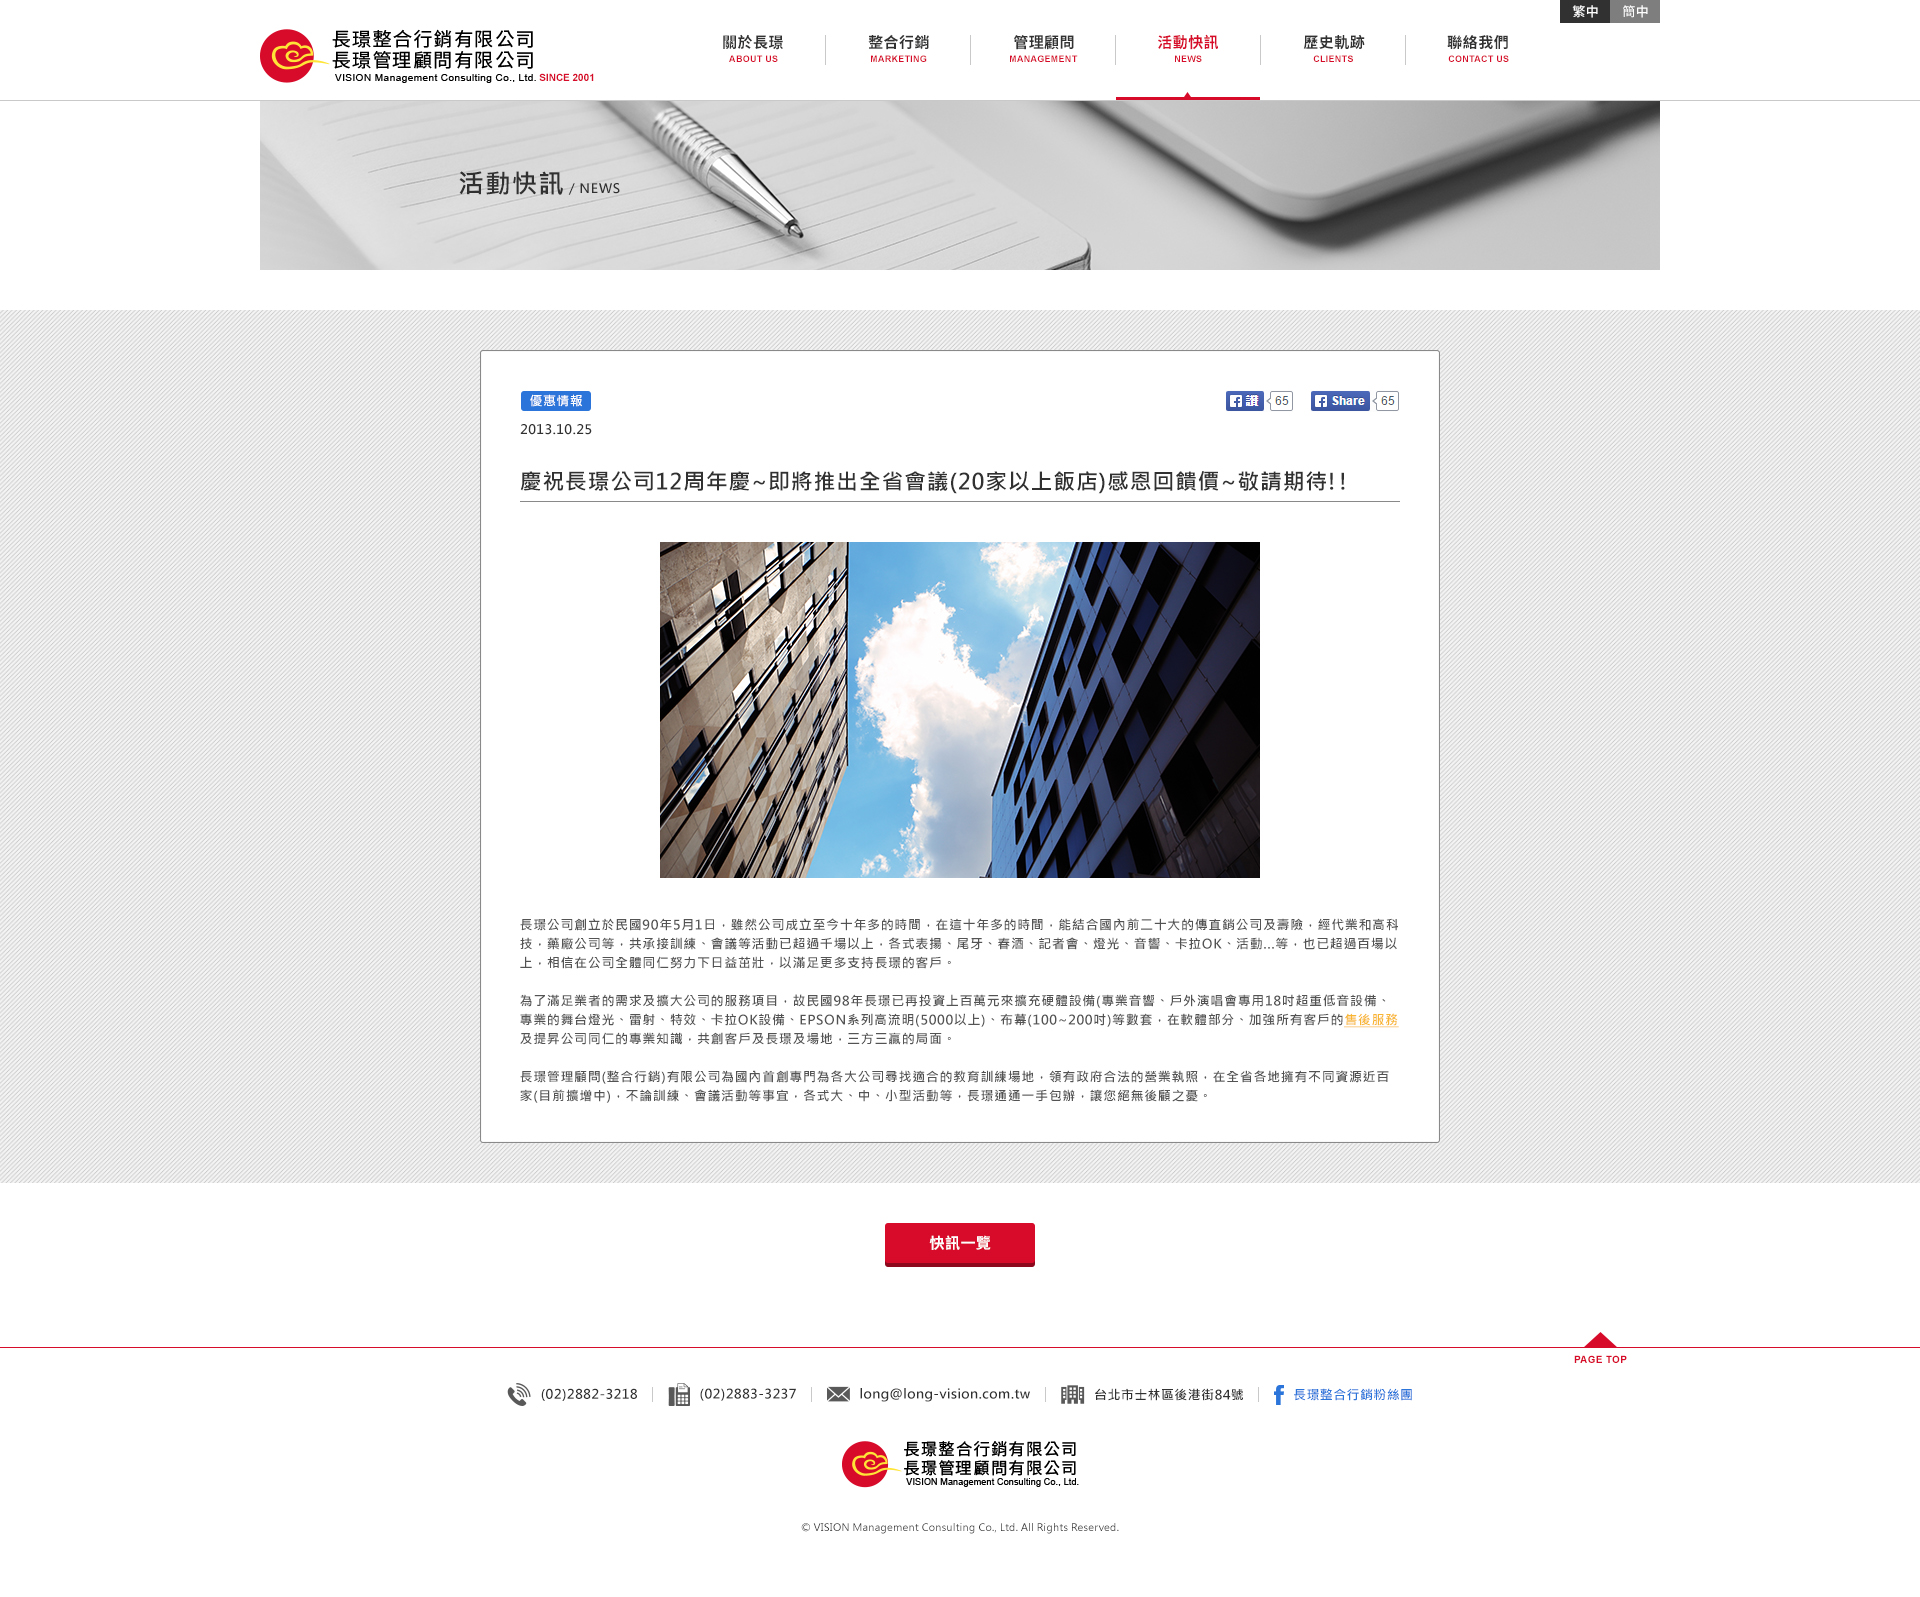 繁中 簡中
長璟整合行銷有限公司
長璟管理顧問有限公司
VISION Management Consulting Co., Ltd. SINCE 2001
關於長璟 整合行銷 管理顧問 活動快訊 歷史軌跡 聯絡我們
ABOUT US MARKETING MANAGEMENT NEWS CLIENTS CONTACT US
活動快訊 / NEWS
優惠情報 讚 65 Share 65
2013.10.25
慶祝長璟公司12周年慶~即將推出全省會議(20家以上飯店)感恩回饋價~敬請期待!!
長璟公司創立於民國90年5月1日，雖然公司成立至今十年多的時間，在這十年多的時間，能結合國內前二十大的傳直銷公司及壽險，經代業和高科
技，藥廠公司等，共承接訓練、會議等活動已超過千場以上，各式表揚、尾牙、春酒、記者會、燈光、音響、卡拉OK、活動...等，也已超過百場以
上，相信在公司全體同仁努力下日益茁壯，以滿足更多支持長璟的客戶。
為了滿足業者的需求及擴大公司的服務項目，故民國98年長璟已再投資上百萬元來擴充硬體設備(專業音響、戶外演唱會專用18吋超重低音設備、
專業的舞台燈光、雷射、特效、卡拉OK設備、EPSON系列高流明(5000以上)、布幕(100~200吋)等數套，在軟體部分、加強所有客戶的售後服務
及提昇公司同仁的專業知識，共創客戶及長璟及場地，三方三贏的局面。
長璟管理顧問(整合行銷)有限公司為國內首創專門為各大公司尋找適合的教育訓練場地，領有政府合法的營業執照，在全省各地擁有不同資源近百
家(目前擴增中)，不論訓練、會議活動等事宜，各式大、中、小型活動等，長璟通通一手包辦，讓您絕無後顧之憂。
快訊一覽
PAGE TOP
(02)2882-3218 (02)2883-3237 long@long-vision.com.tw 台北市士林區後港街84號 長璟整合行銷粉絲團
長璟整合行銷有限公司
長璟管理顧問有限公司
VISION Management Consulting Co., Ltd.
© VISION Management Consulting Co., Ltd. All Rights Reserved.